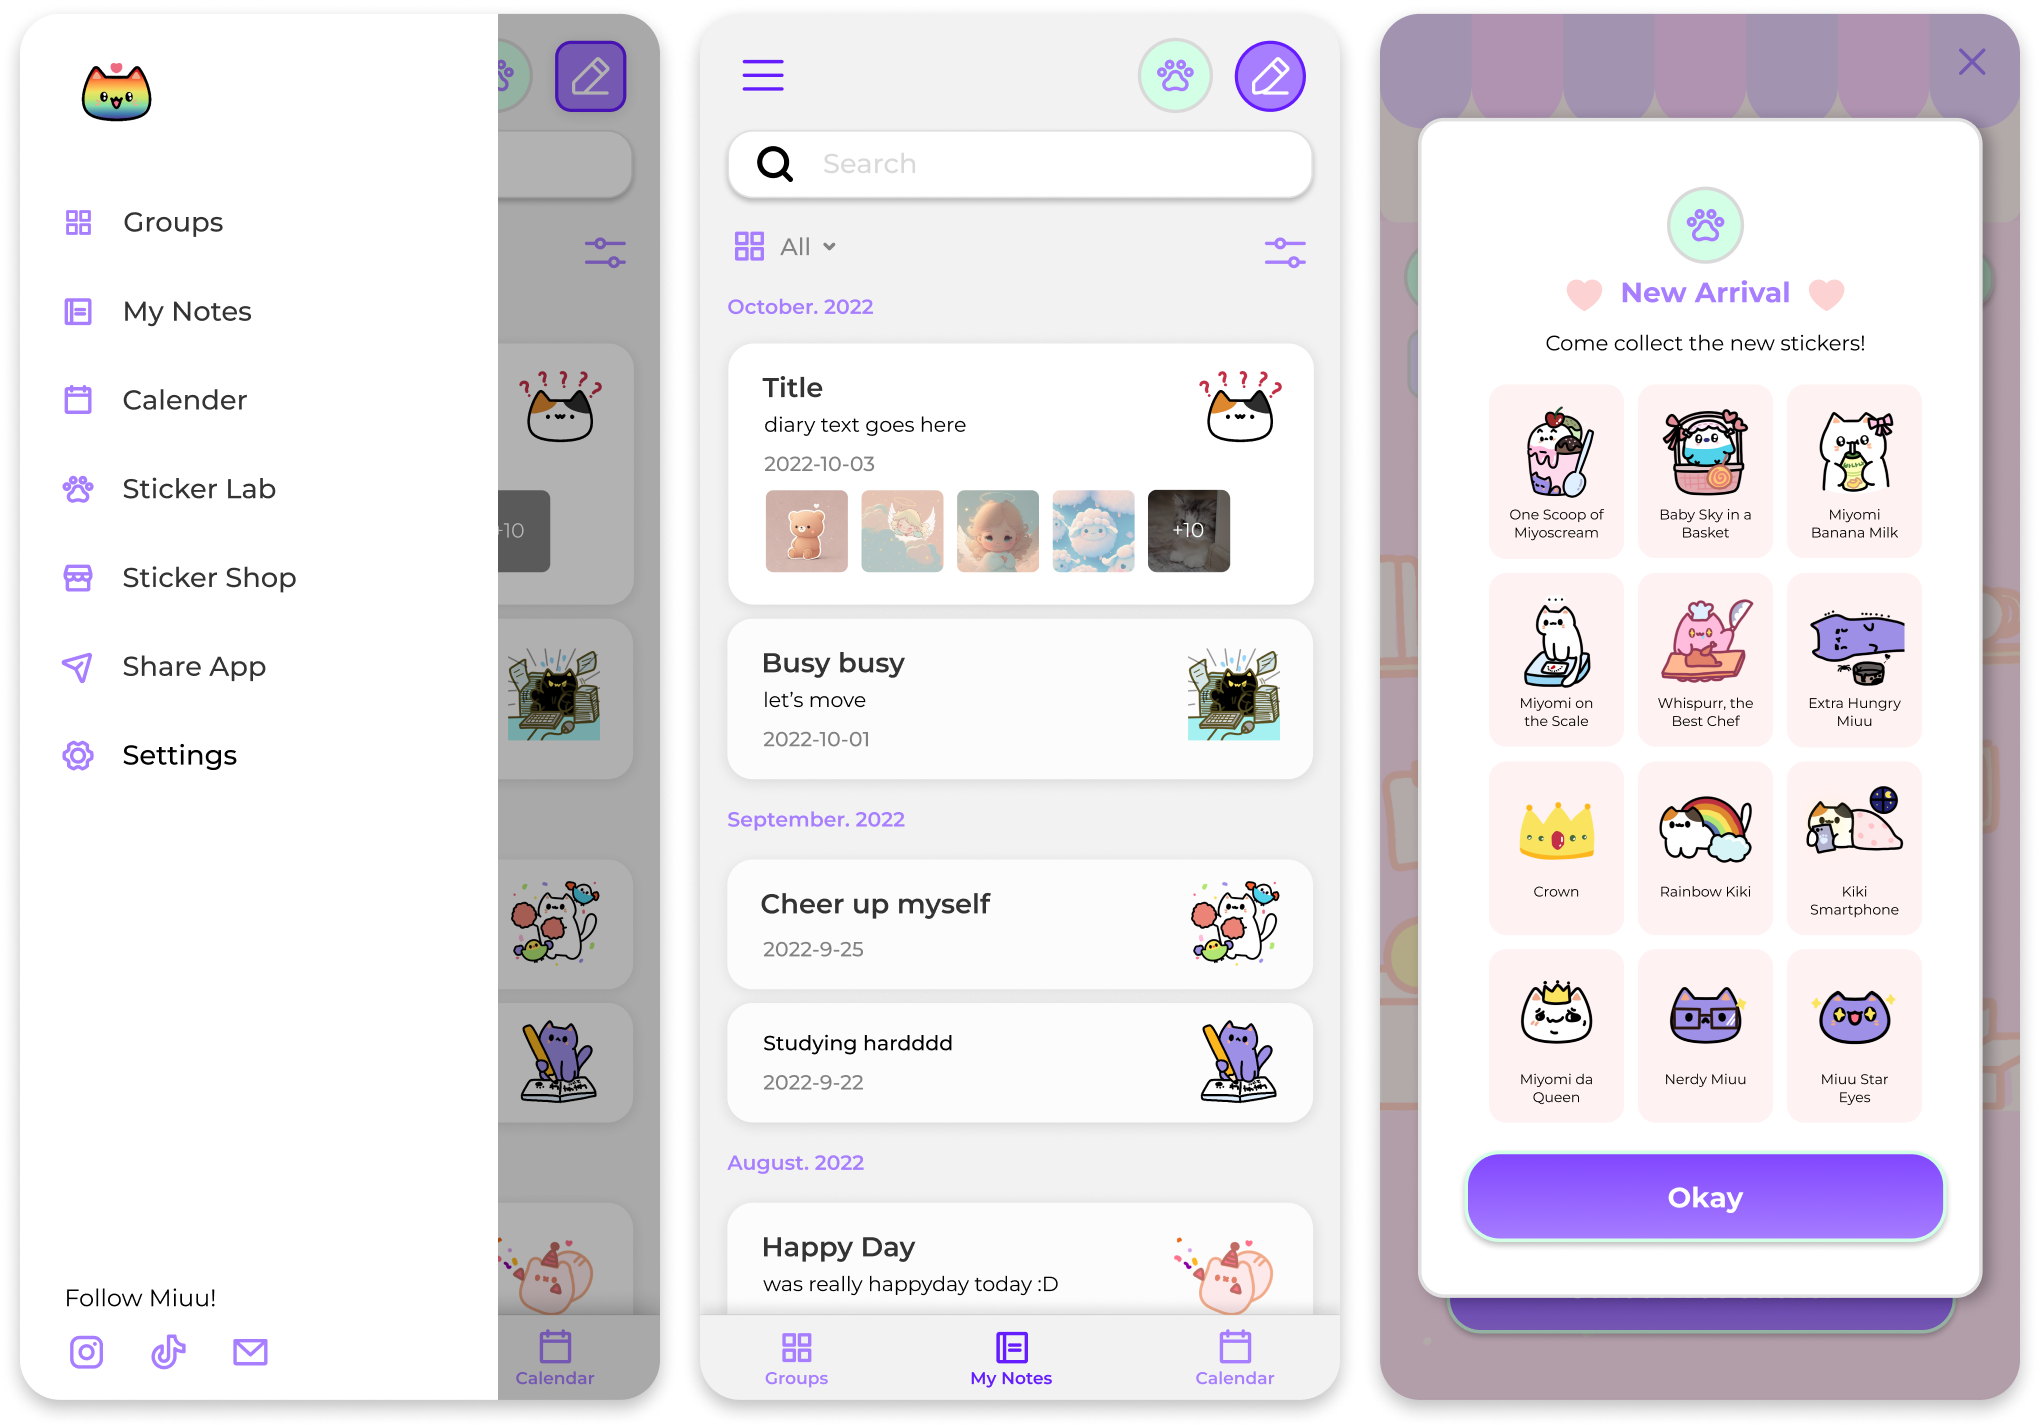 Groups
My Notes
Calender
Sticker Lab
Sticker Shop
Share App
Settings
Follow Miuu!
+10
Calendar
Search
All
October. 2022
Title
diary text goes here
2022-10-03
+10
Busy busy
let's move
2022-10-01
September. 2022
Cheer up myself
2022-9-25
Studying hardddd
2022-9-22
August. 2022
Happy Day
was really happyday today :D
Groups
My Notes
Calendar
New Arrival
Come collect the new stickers!
One Scoop of
Miyoscream
Baby Sky in a
Basket
Miyomi
Banana Milk
Miyomi on
the Scale
Whispurr, the
Best Chef
Extra Hungry
Miuu
Crown
Rainbow Kiki
Kiki
Smartphone
Miyomi da
Queen
Nerdy Miuu
Miuu Star
Eyes
Okay